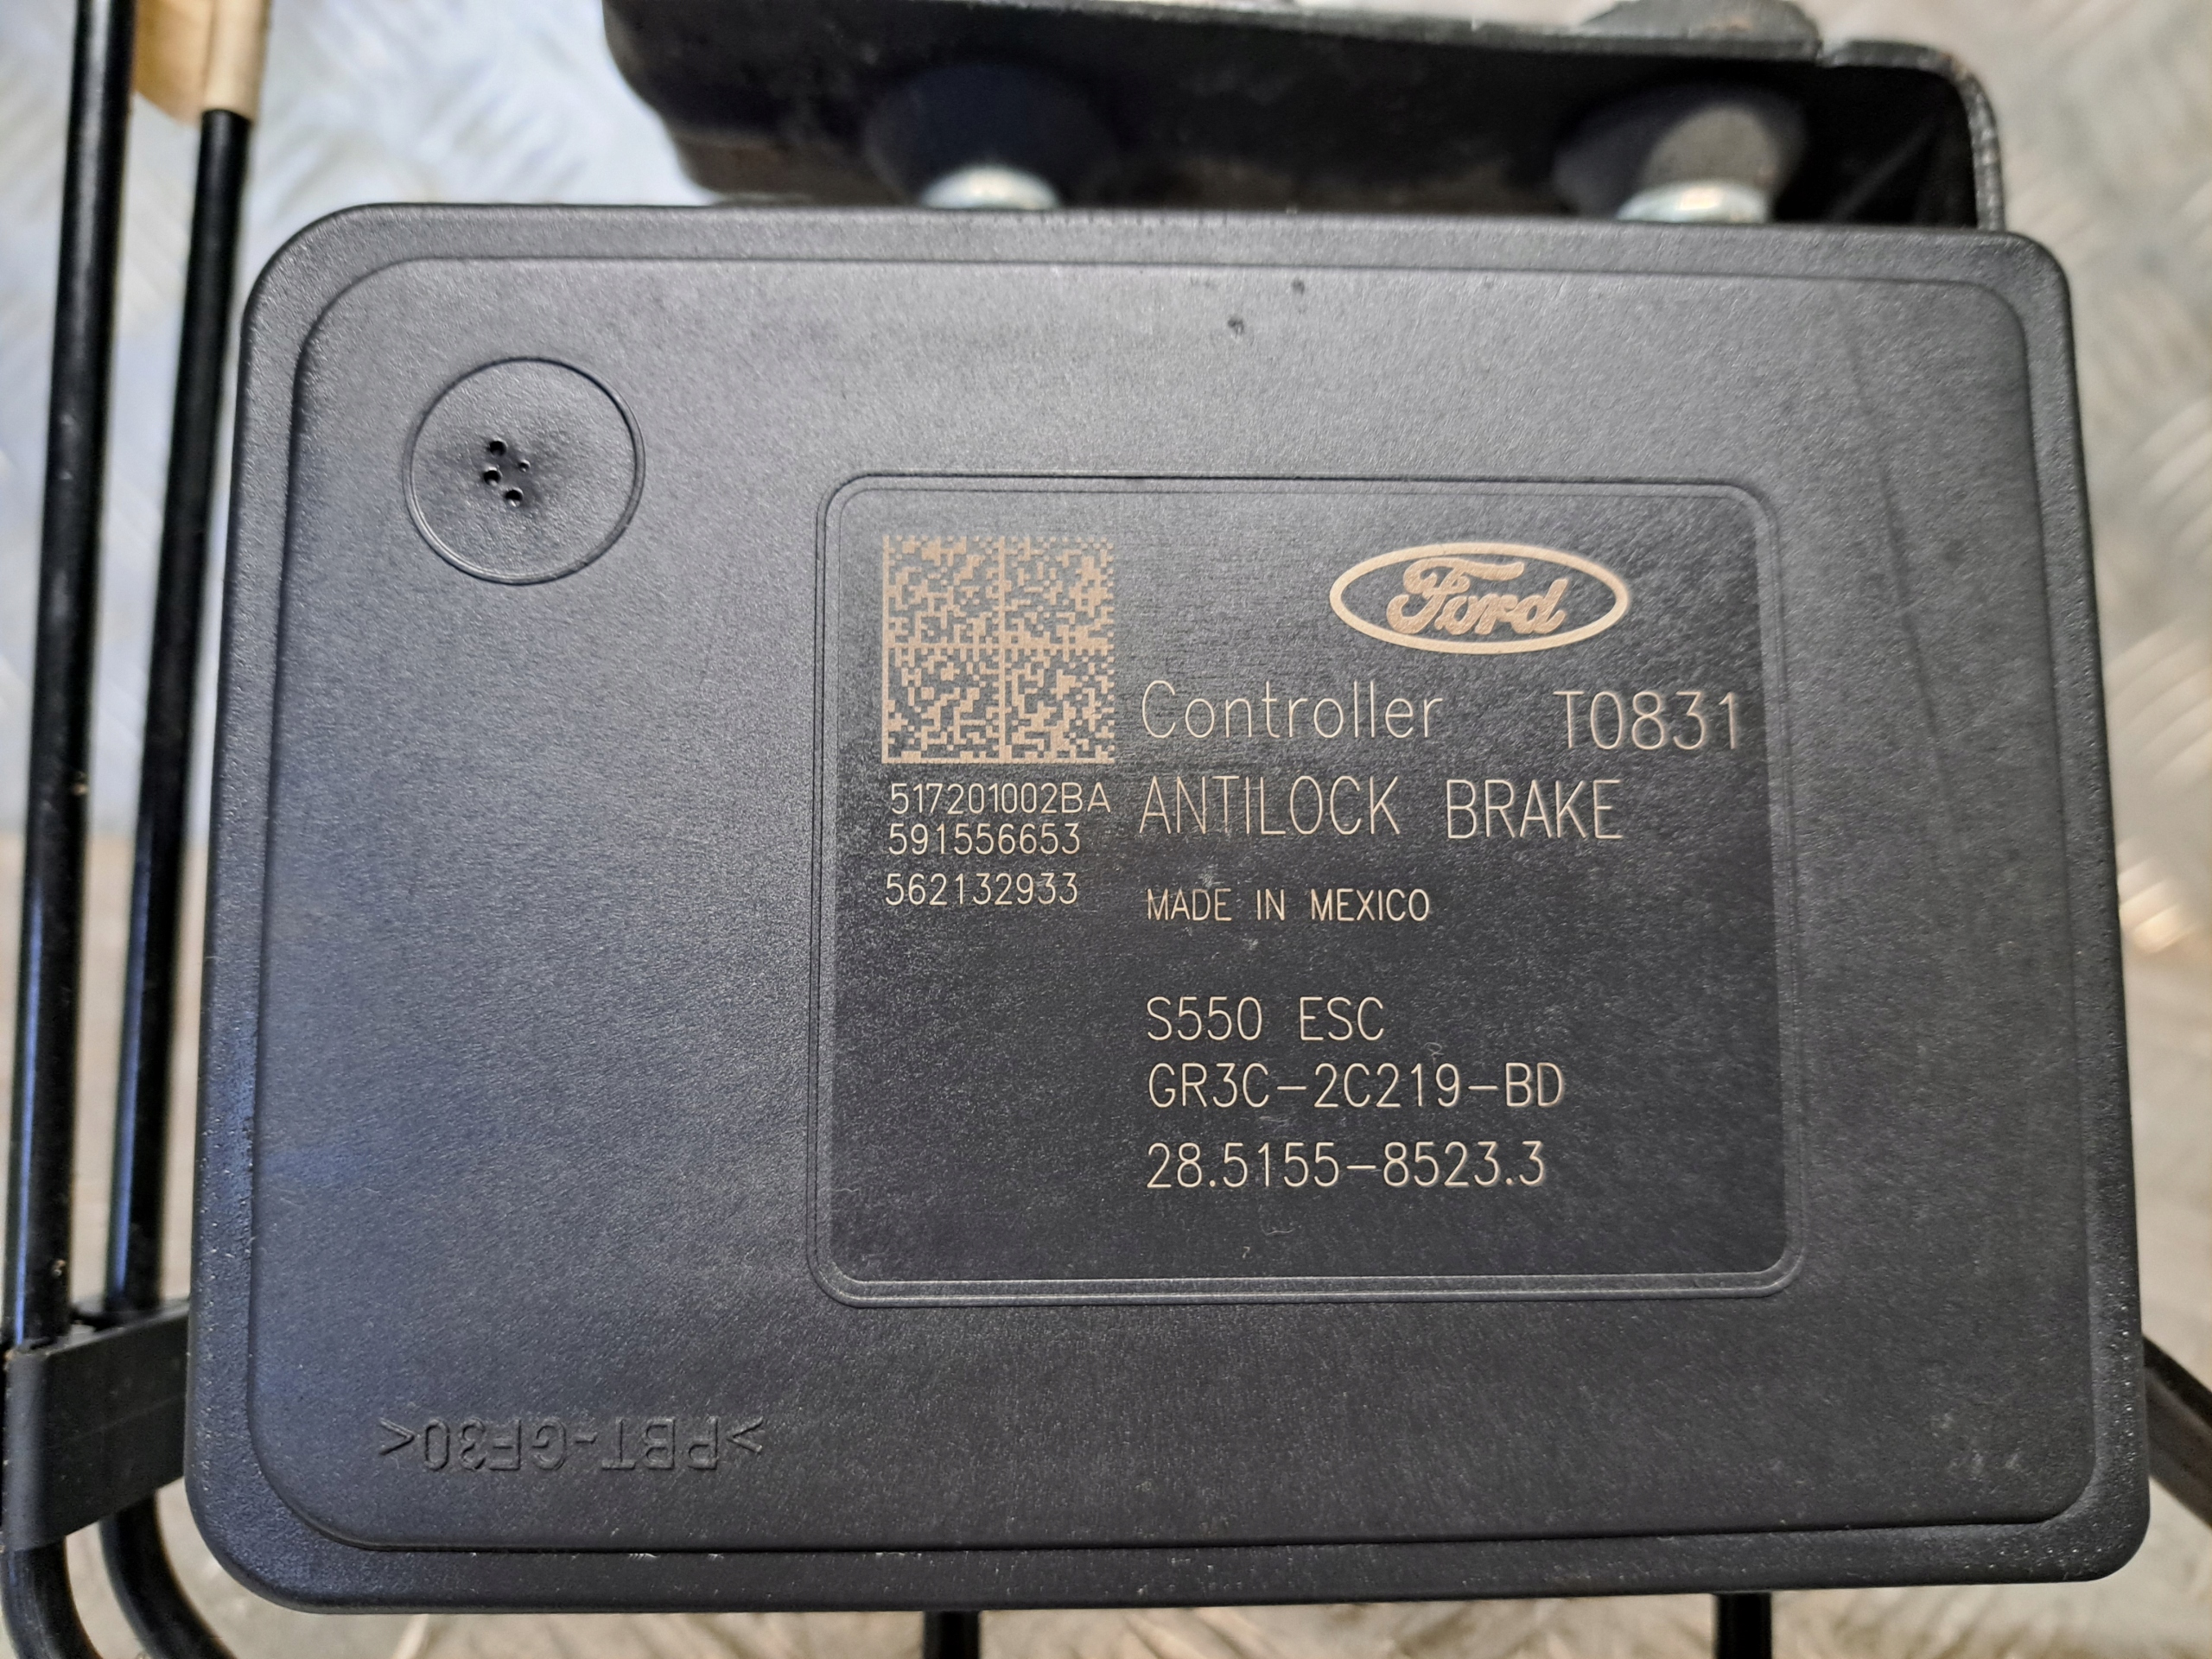 Ford
Controller T0831
ANTILOCK BRAKE
517201002BA
591556653
562132933
MADE IN MEXICO
S550 ESC
GR3C-2C219-BD
28.5155-8523.3
>PBT-GF30<